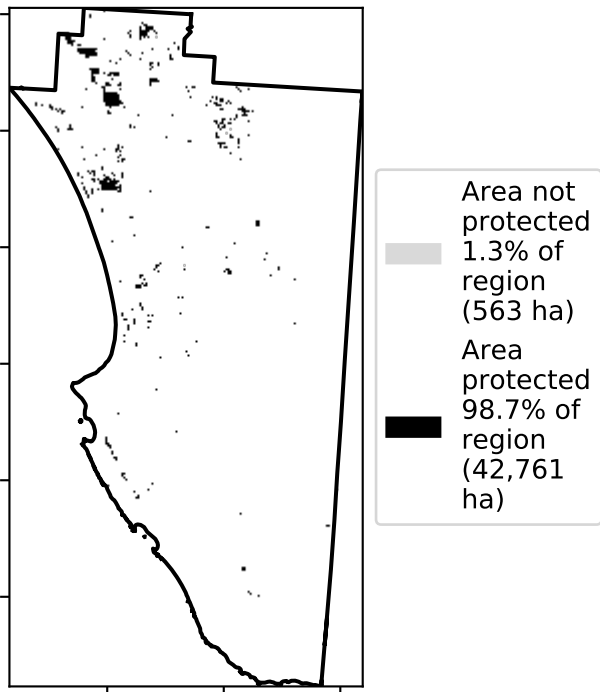 Area not
protected
1.3% of
region
(563 ha)
Area
protected
98.7% of
region
(42,761
ha)